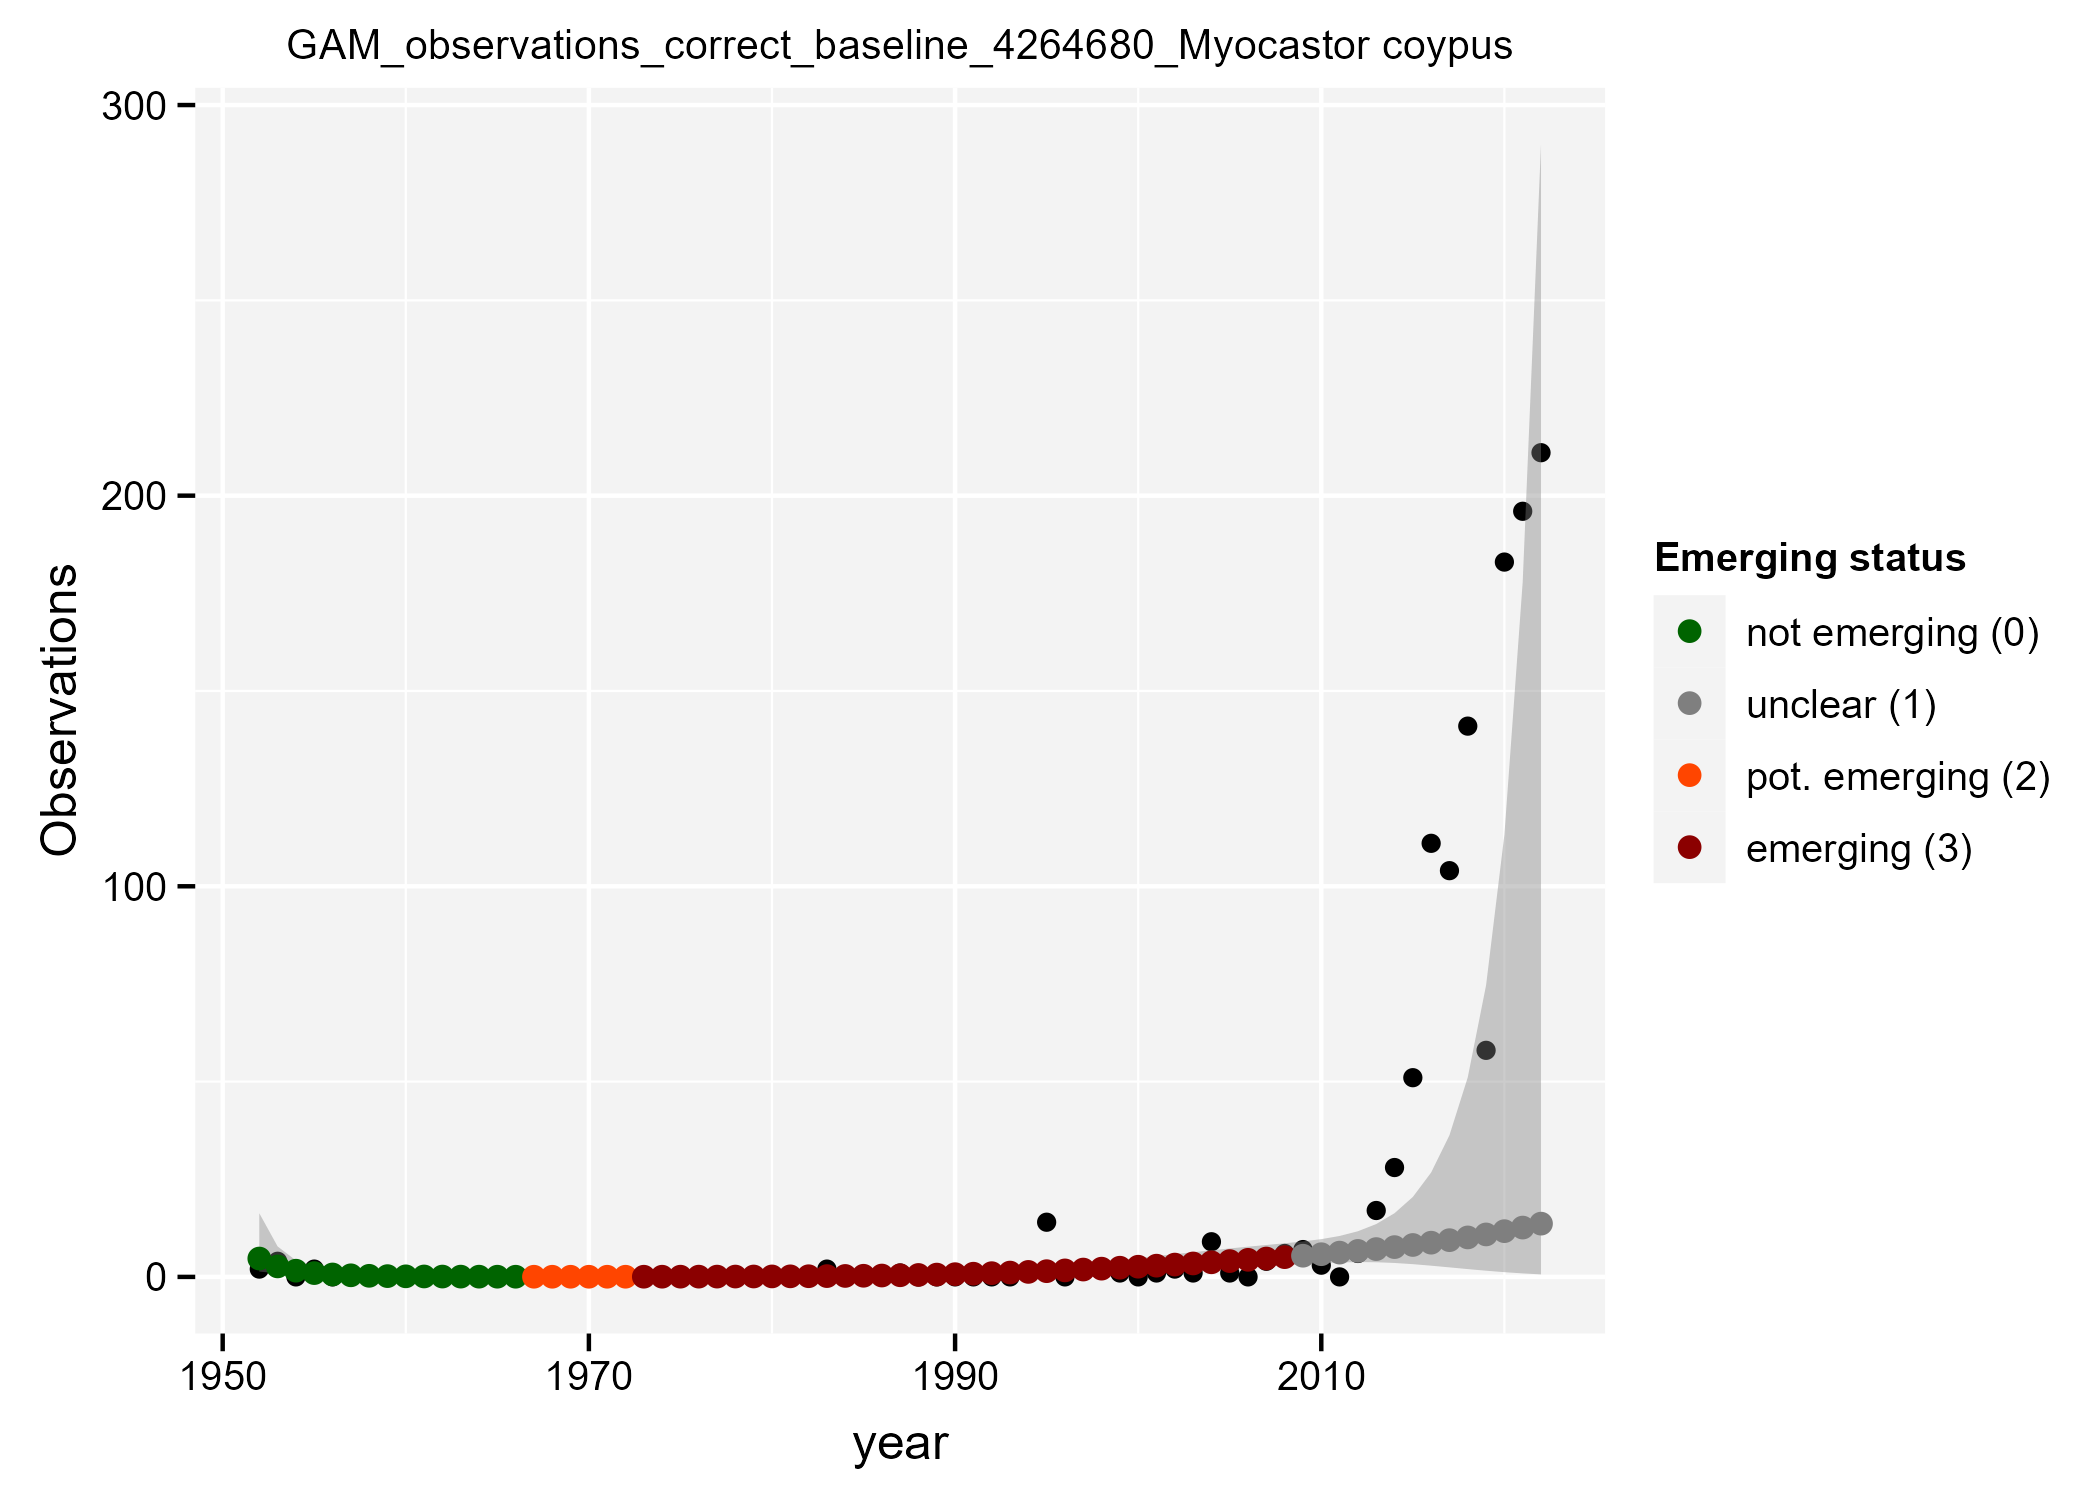 GAM_observations_correct_baseline_4264680_Myocastor coypus
300
200
100
0
Observations
1950 1970 1990 2010
year
Emerging status
not emerging (0)
unclear (1)
pot. emerging (2)
emerging (3)